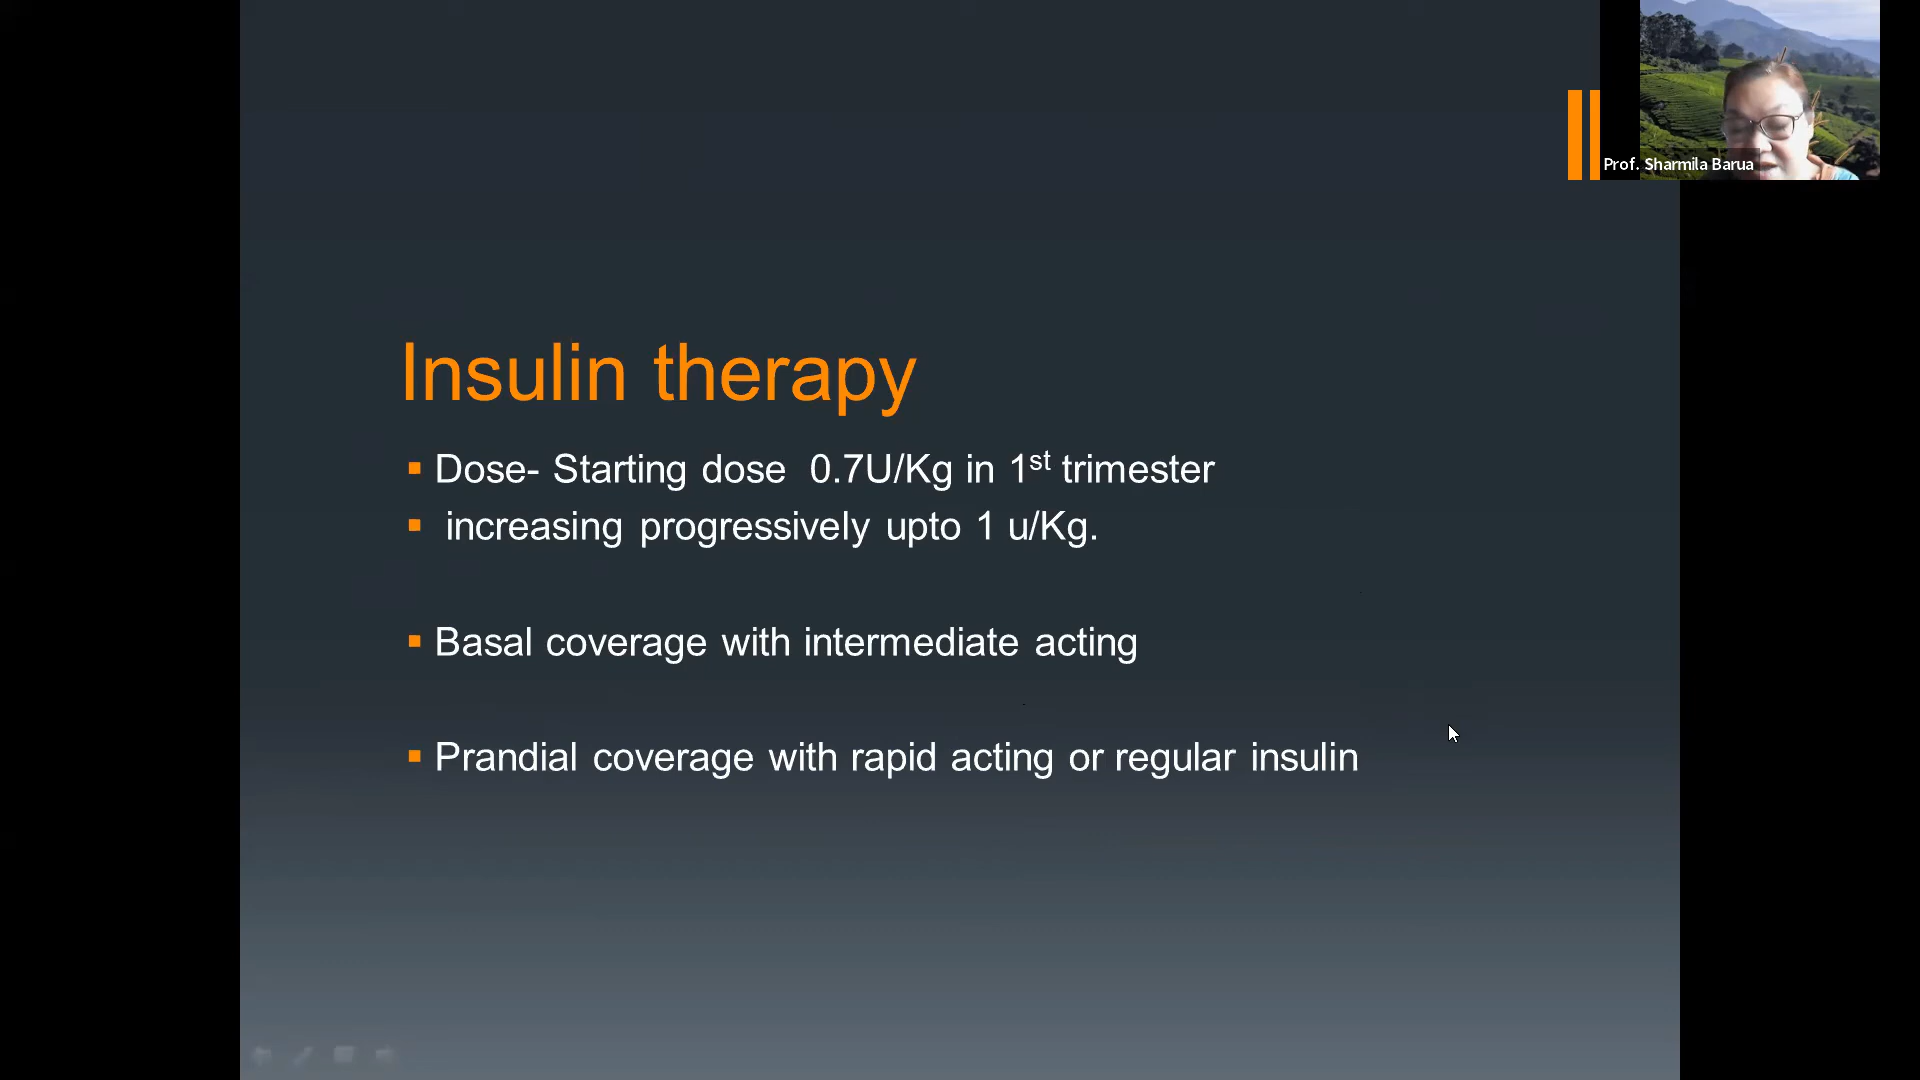 Prof. Sharmila Barua
Insulin therapy
Dose- Starting dose 0.7U/Kg in 1st trimester
increasing progressively upto 1 u/Kg.
Basal coverage with intermediate acting
Prandial coverage with rapid acting or regular insulin